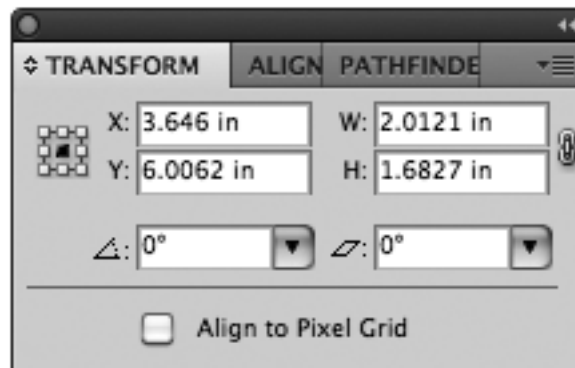 TRANSFORM ALIGN PATHFINDE
X: 3.646 in W: 2.0121 in
Y: 6.0062 in H: 1.6827 in
0° 0°
Align to Pixel Grid